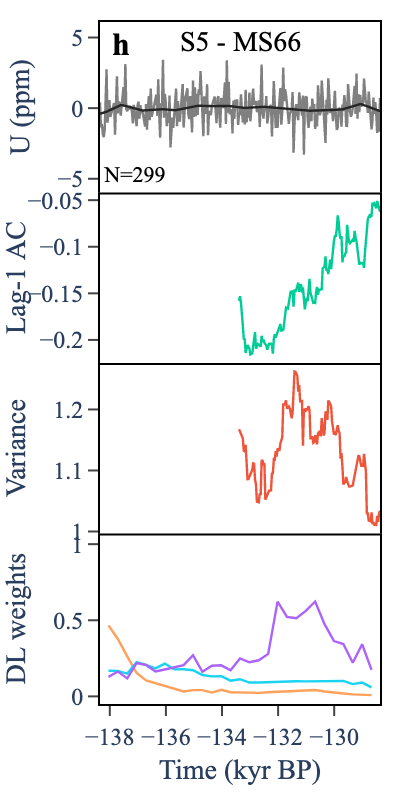 h S5 - MS66
U (ppm)
5
0
−5
N=299
Lag-1 AC
−0.05
−0.1
−0.15
−0.2
Variance
1.2
1.1
1
DL weights
1
0.5
0
−138 −136 −134 −132 −130
Time (kyr BP)